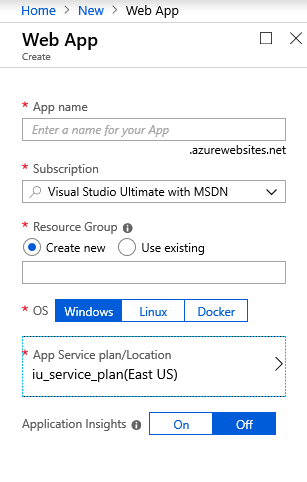 Home > New > Web App
Web App
Create
* App name
Enter a name for your App
.azurewebsites.net
* Subscription
Visual Studio Ultimate with MSDN
* Resource Group
Create new Use existing
* OS Windows Linux Docker
* App Service plan/Location
iu_service_plan(East US)
Application Insights On Off